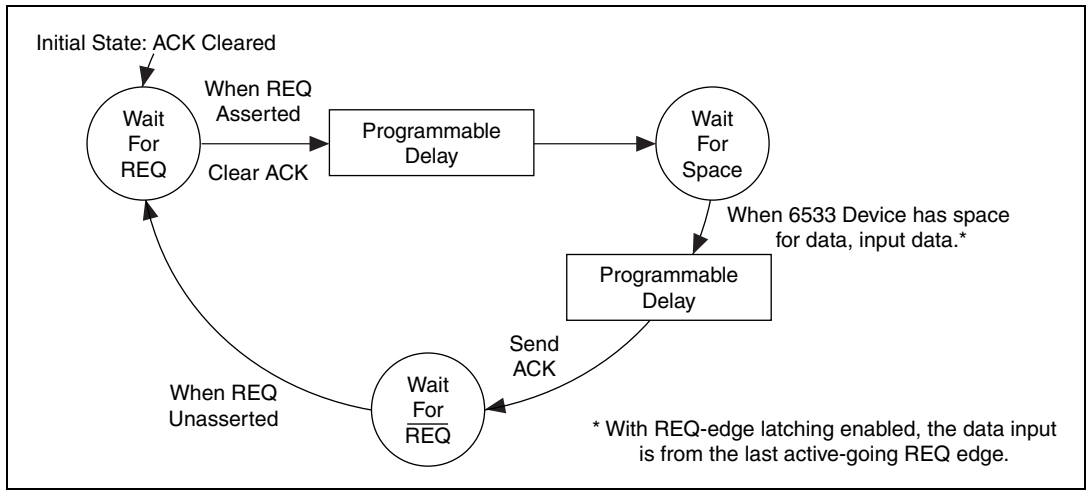 Initial State: ACK Cleared
Wait
For
REQ
When REQ
Asserted
Clear ACK
Programmable
Delay
Wait
For
Space
When 6533 Device has space
for data, input data.*
Programmable
Delay
Send
ACK
Wait
For
REQ
When REQ
Unasserted
* With REQ-edge latching enabled, the data input
is from the last active-going REQ edge.